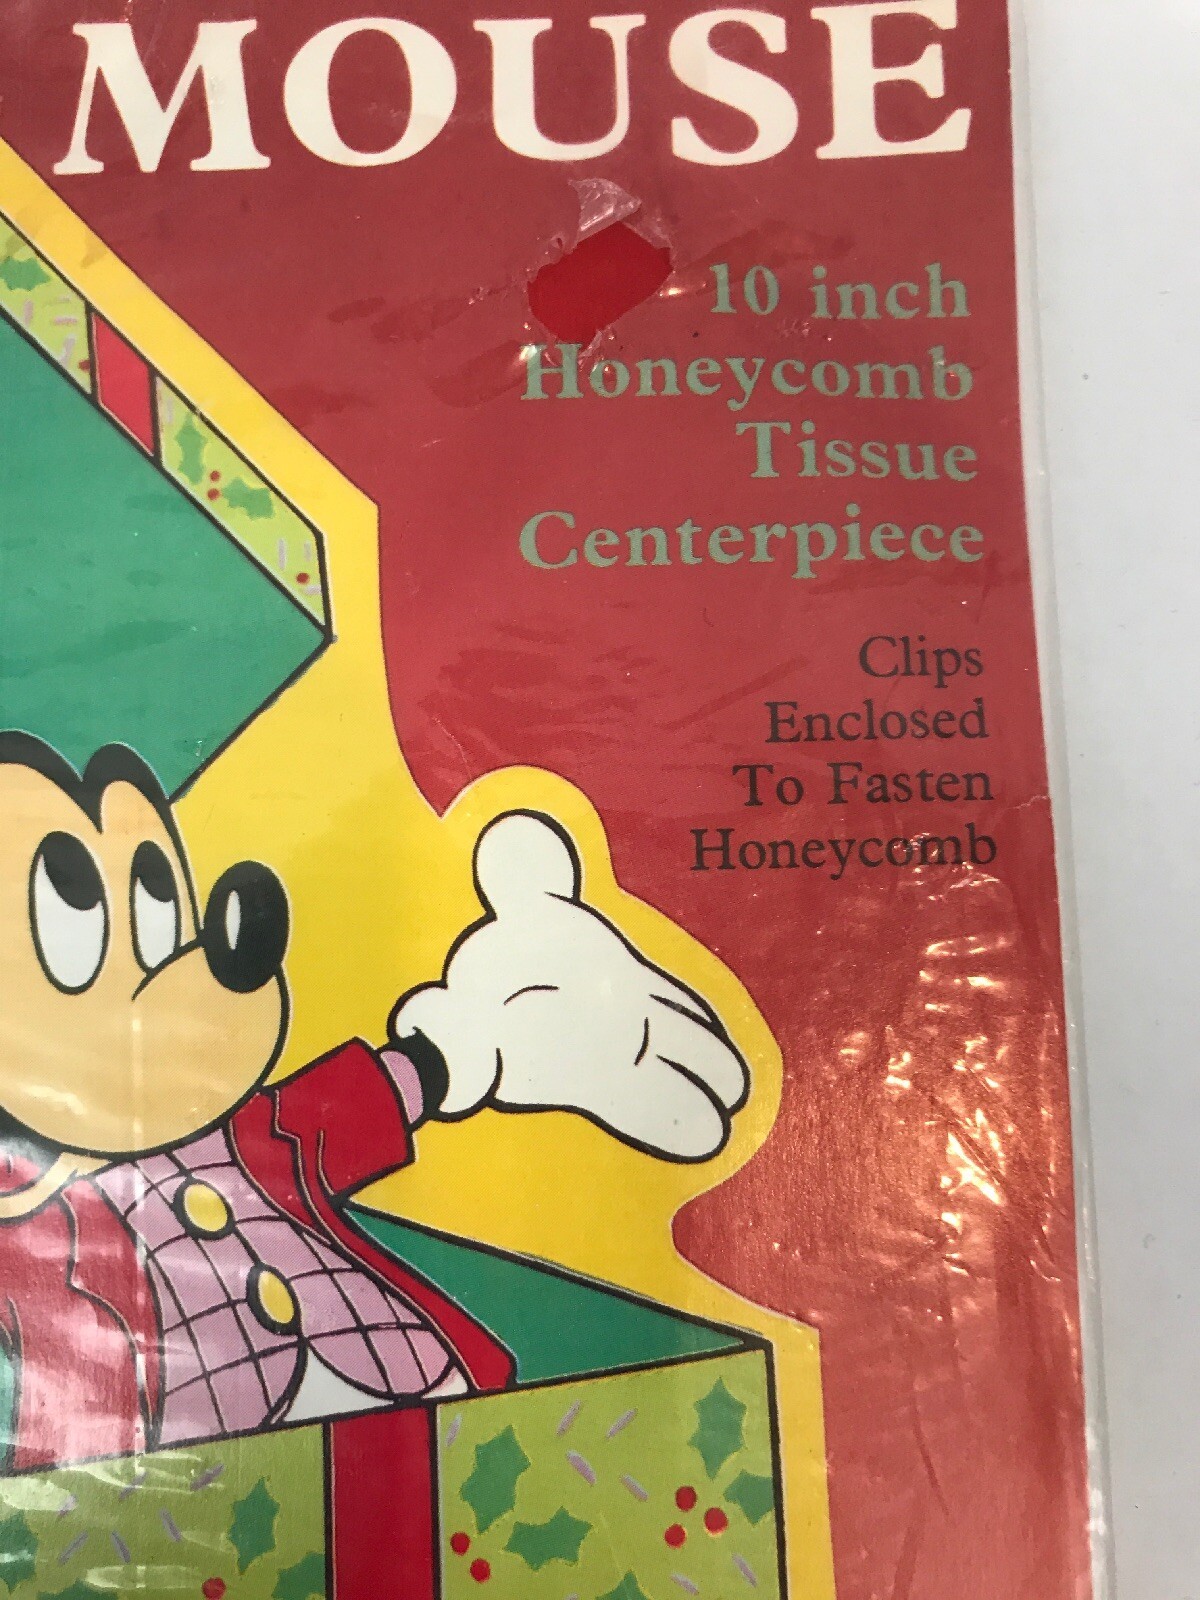 MOUSE
10 inch
Honeycomb
Tissue
Centerpiece
Clips
Enclosed
To Fasten
Honeycomb